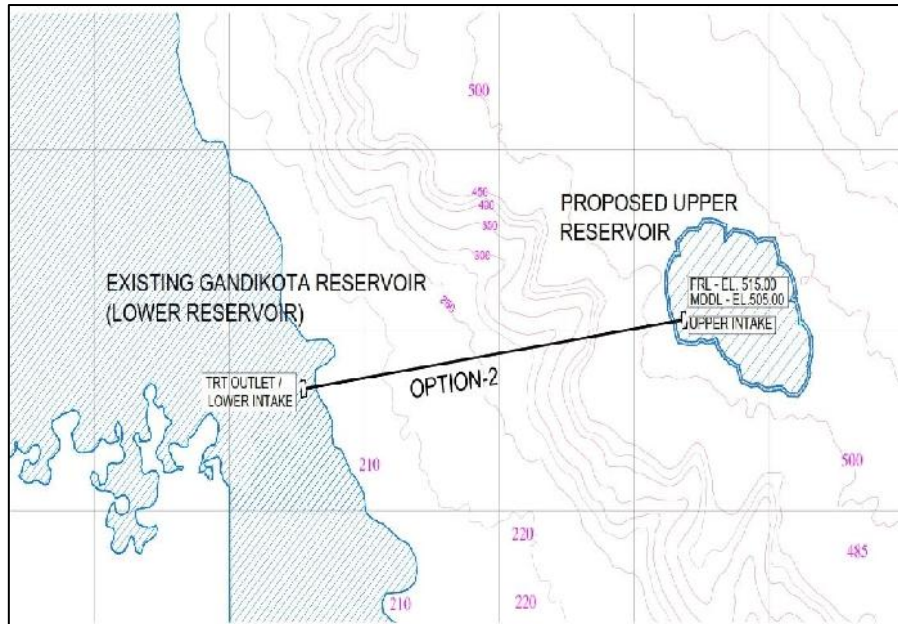 500
450
400
350
300
250
PROPOSED UPPER
RESERVOIR
FRL - EL. 515.00
MDDL - EL.505.00
UPPER INTAKE
EXISTING GANDIKOTA RESERVOIR
(LOWER RESERVOIR)
TRT OUTLET /
LOWER INTAKE
OPTION-2
210
500
220
485
210
220